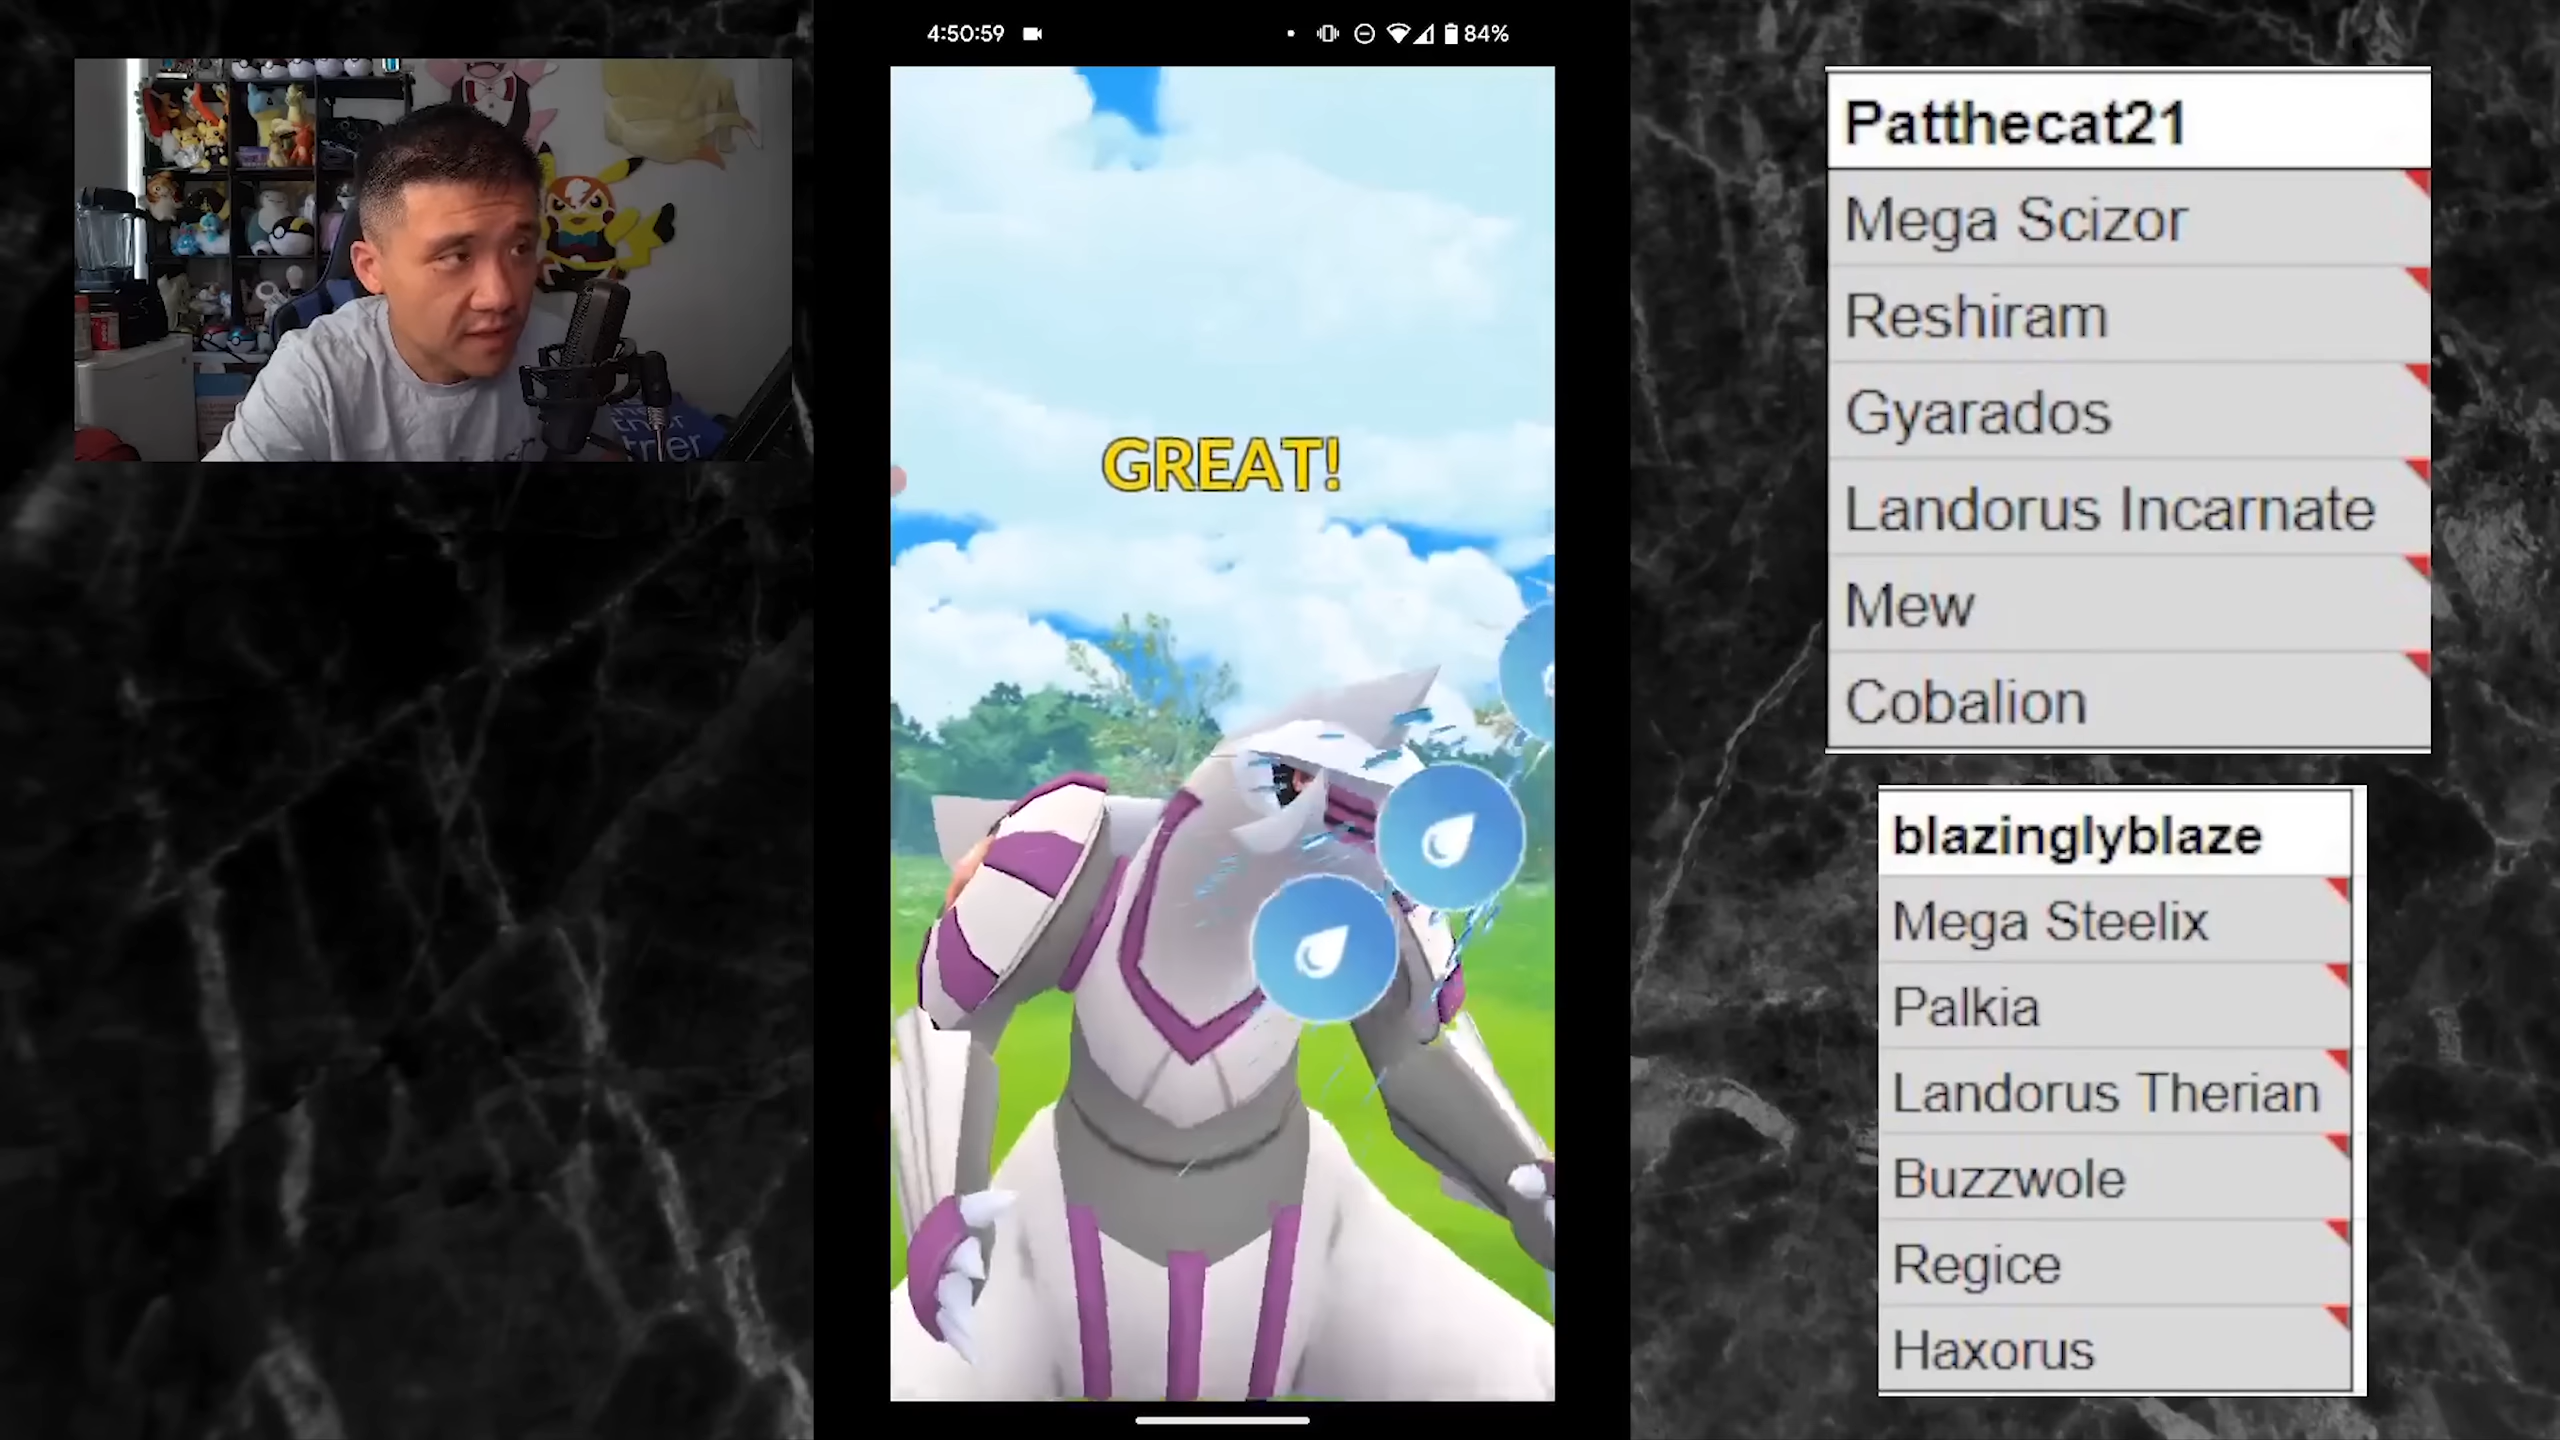 4:50:59
84%
GREAT!
Patthecat21
Mega Scizor
Reshiram
Gyarados
Landorus Incarnate
Mew
Cobalion
blazinglyblaze
Mega Steelix
Palkia
Landorus Therian
Buzzwole
Regice
Haxorus